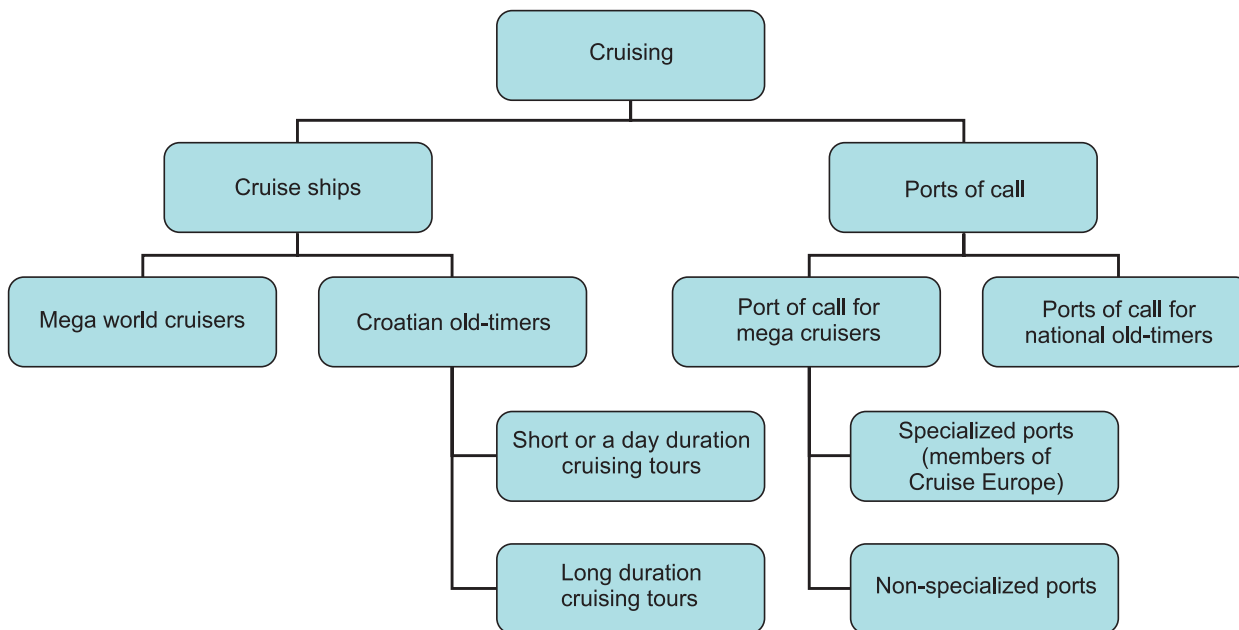 Cruising
Cruise ships
Ports of call
Mega world cruisers
Croatian old-timers
Port of call for
mega cruisers
Ports of call for
national old-timers
Short or a day duration
cruising tours
Specialized ports
(members of
Cruise Europe)
Long duration
cruising tours
Non-specialized ports